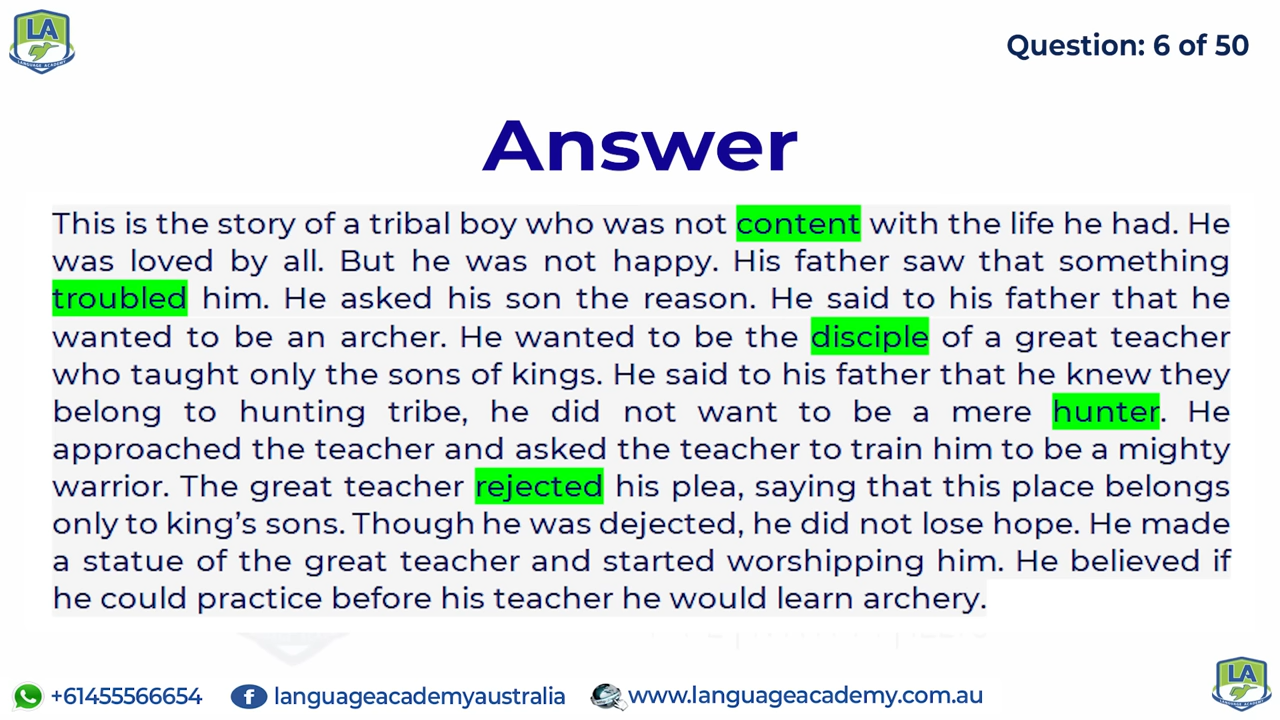 LA
LANGUAGE ACADEMY
Question: 6 of 50
Answer
This is the story of a tribal boy who was not content with the life he had. He
was loved by all. But he was not happy. His father saw that something
troubled him. He asked his son the reason. He said to his father that he
wanted to be an archer. He wanted to be the disciple of a great teacher
who taught only the sons of kings. He said to his father that he knew they
belong to hunting tribe, he did not want to be a mere hunter. He
approached the teacher and asked the teacher to train him to be a mighty
warrior. The great teacher rejected his plea, saying that this place belongs
only to king’s sons. Though he was dejected, he did not lose hope. He made
a statue of the great teacher and started worshipping him. He believed if
he could practice before his teacher he would learn archery.
+61455566654 languageacademyaustralia www.languageacademy.com.au
LA
LANGUAGE ACADEMY